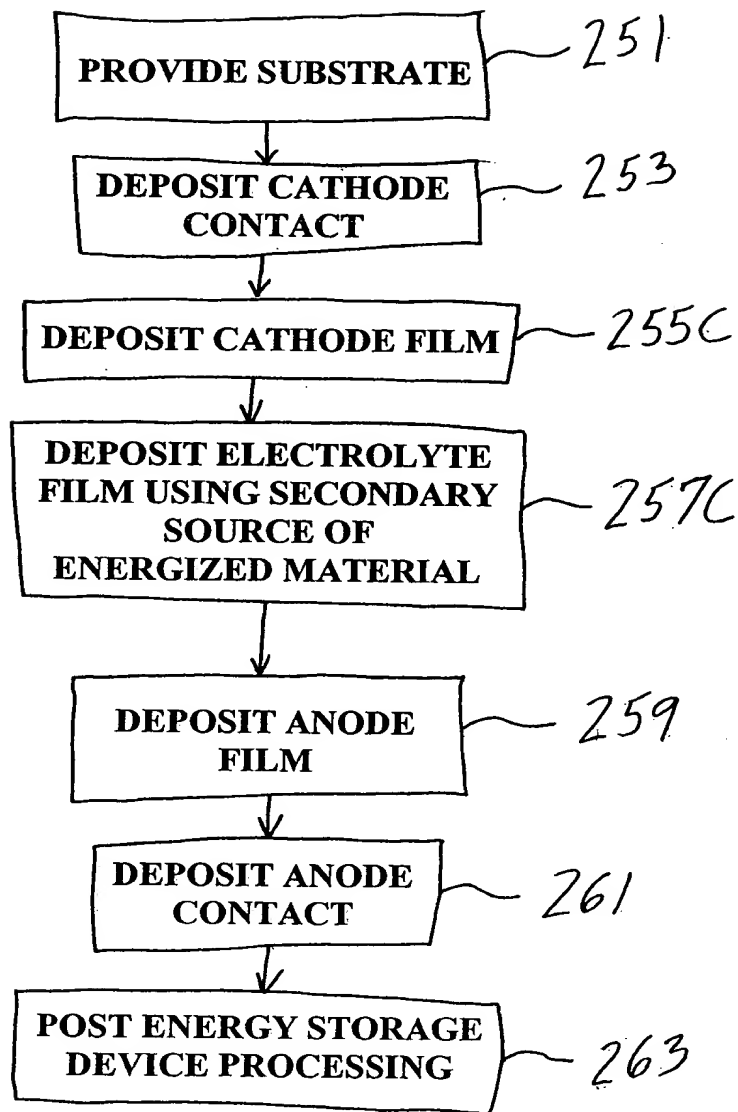 PROVIDE SUBSTRATE
251
DEPOSIT CATHODE
CONTACT
253
DEPOSIT CATHODE FILM
255C
DEPOSIT ELECTROLYTE
FILM USING SECONDARY
SOURCE OF
ENERGIZED MATERIAL
257C
DEPOSIT ANODE
FILM
259
DEPOSIT ANODE
CONTACT
261
POST ENERGY STORAGE
DEVICE PROCESSING
263